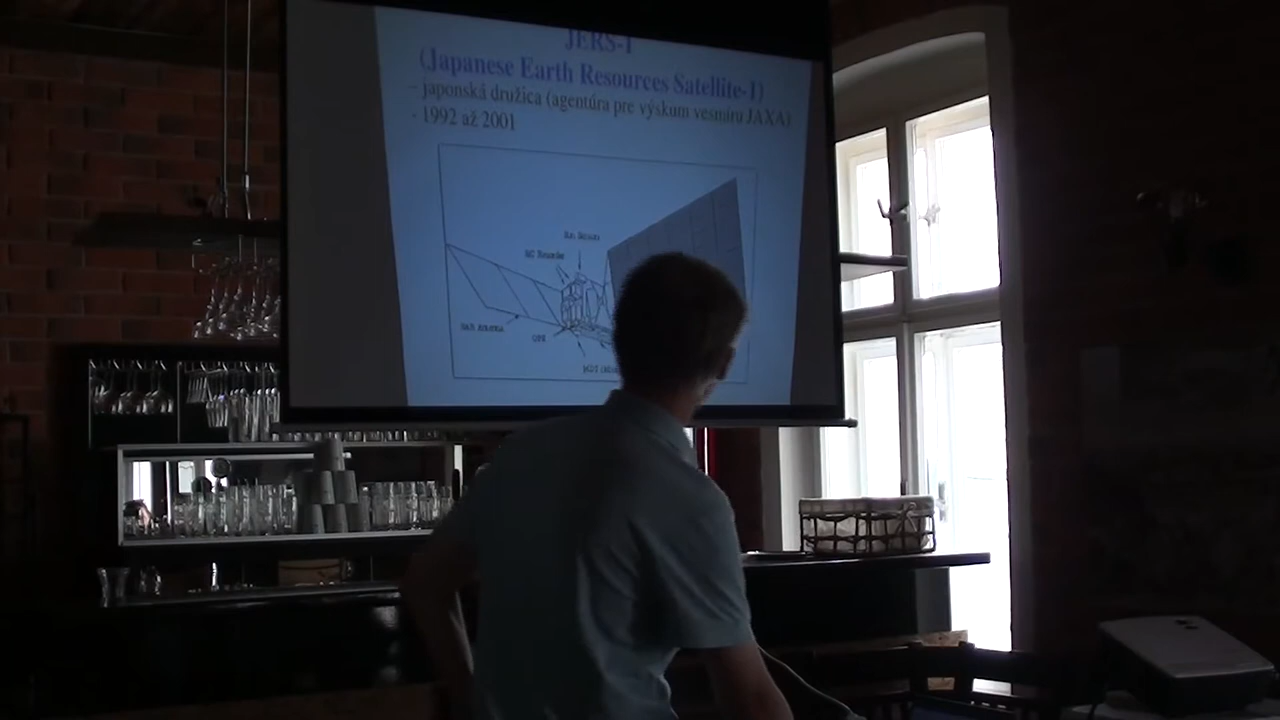 JERS-1
(Japanese Earth Resources Satellite-1)
- japonská družica (agentúra pre výskum vesmíru JAXA)
- 1992 až 2001